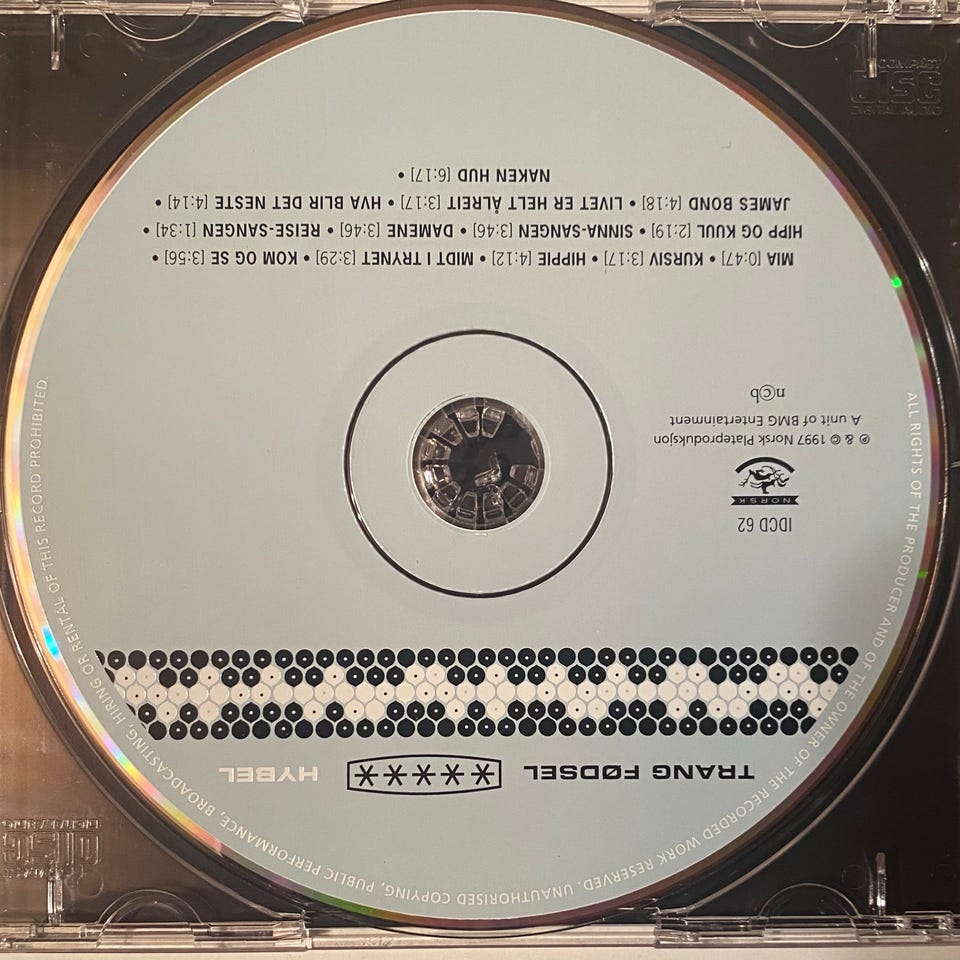 TRANG FØDSEL ***** HYBEL
IDCD 62
NORSK
℗ & © 1997 Norsk Plateproduksjon
A unit of BMG Entertainment
n©b
MIA [0:47] • KURSIV [3:17] • HIPPIE [4:12] • MIDT I TRYNET [3:29] • KOM OG SE [3:56] •
HIPP OG KUUL [2:19] • SINNA-SANGEN [3:46] • DAMENE [3:46] • REISE-SANGEN [1:34] •
JAMES BOND [4:18] • LIVET ER HELT ÅLREIT [3:17] • HVA BLIR DET NESTE [4:14] •
NAKEN HUD [6:17] •
ALL RIGHTS OF THE PRODUCER AND OF THE OWNER OF THE RECORDED WORK RESERVED. UNAUTHORISED COPYING, PUBLIC PERFORMANCE, BROADCASTING, HIRING OR RENTAL OF THIS RECORD PROHIBITED.
COMPACT
disc
DIGITAL AUDIO
COMPACT
disc
DIGITAL AUDIO